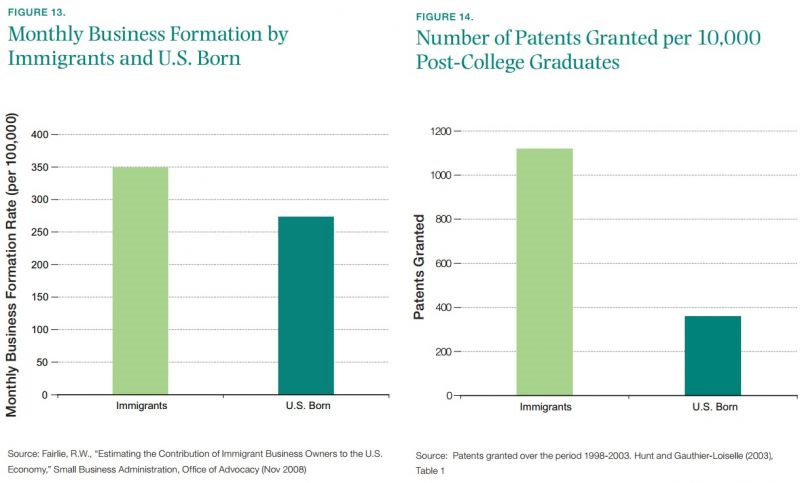 FIGURE 13.
Monthly Business Formation by
Immigrants and U.S. Born
Monthly Business Formation Rate (per 100,000)
400
350
300
250
200
150
100
50
0
Immigrants
U.S. Born
Source: Fairlie, R.W., “Estimating the Contribution of Immigrant Business Owners to the U.S.
Economy,” Small Business Administration, Office of Advocacy (Nov 2008)
FIGURE 14.
Number of Patents Granted per 10,000
Post-College Graduates
Patents Granted
1200
1000
800
600
400
200
0
Immigrants
U.S. Born
Source: Patents granted over the period 1998-2003. Hunt and Gauthier-Loiselle (2003),
Table 1